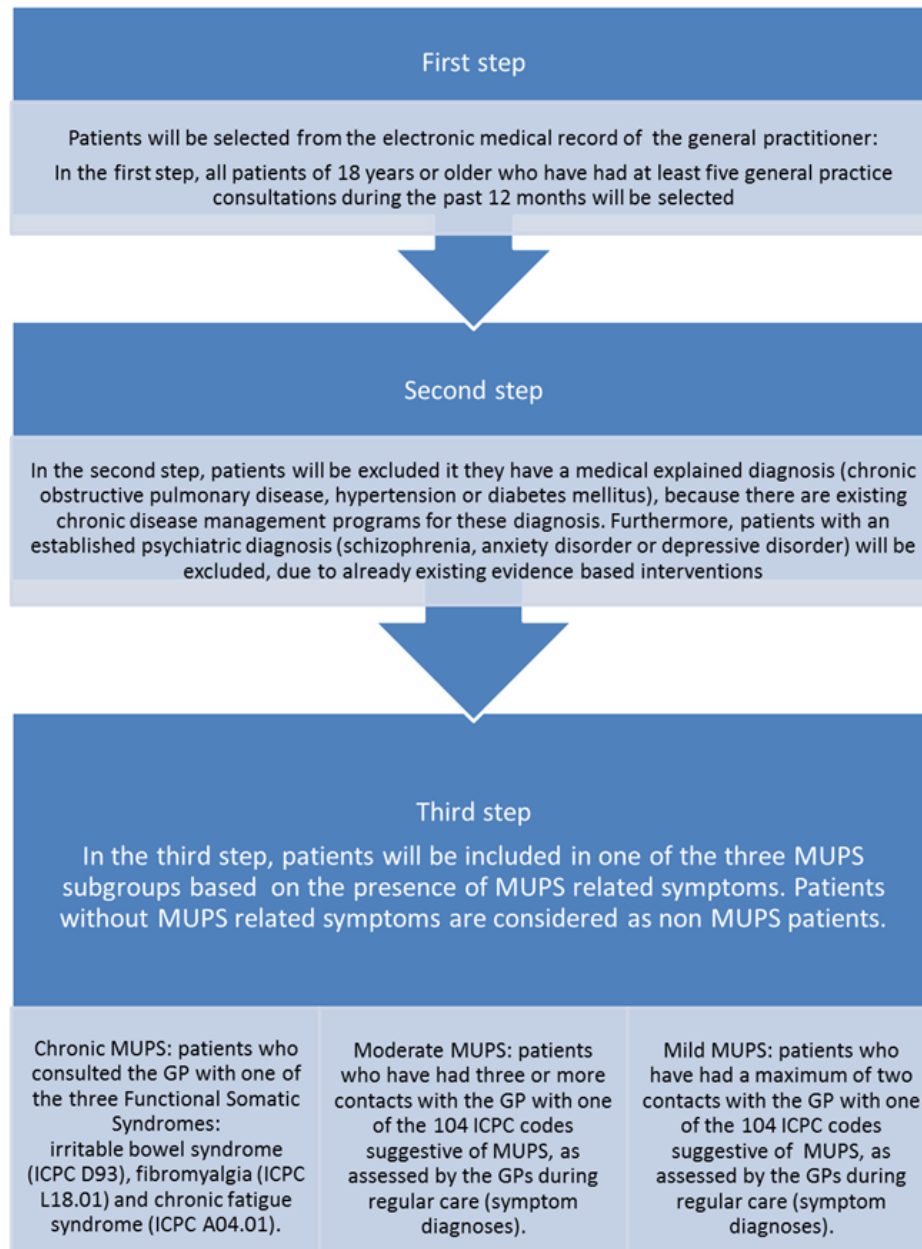 First step
Patients will be selected from the electronic medical record of the general practitioner:
In the first step, all patients of 18 years or older who have had at least five general practice
consultations during the past 12 months will be selected
Second step
In the second step, patients will be excluded it they have a medical explained diagnosis (chronic
obstructive pulmonary disease, hypertension or diabetes mellitus), because there are existing
chronic disease management programs for these diagnosis. Furthermore, patients with an
established psychiatric diagnosis (schizophrenia, anxiety disorder or depressive disorder) will be
excluded, due to already existing evidence based interventions
Third step
In the third step, patients will be included in one of the three MUPS
subgroups based on the presence of MUPS related symptoms. Patients
without MUPS related symptoms are considered as non MUPS patients.
Chronic MUPS: patients who
consulted the GP with one of
the three Functional Somatic
Syndromes:
irritable bowel syndrome
(ICPC D93), fibromyalgia (ICPC
L18.01) and chronic fatigue
syndrome (ICPC A04.01).
Moderate MUPS: patients
who have had three or more
contacts with the GP with one
of the 104 ICPC codes
suggestive of MUPS, as
assessed by the GPs during
regular care (symptom
diagnoses).
Mild MUPS: patients who
have had a maximum of two
contacts with the GP with one
of the 104 ICPC codes
suggestive of MUPS, as
assessed by the GPs during
regular care (symptom
diagnoses).